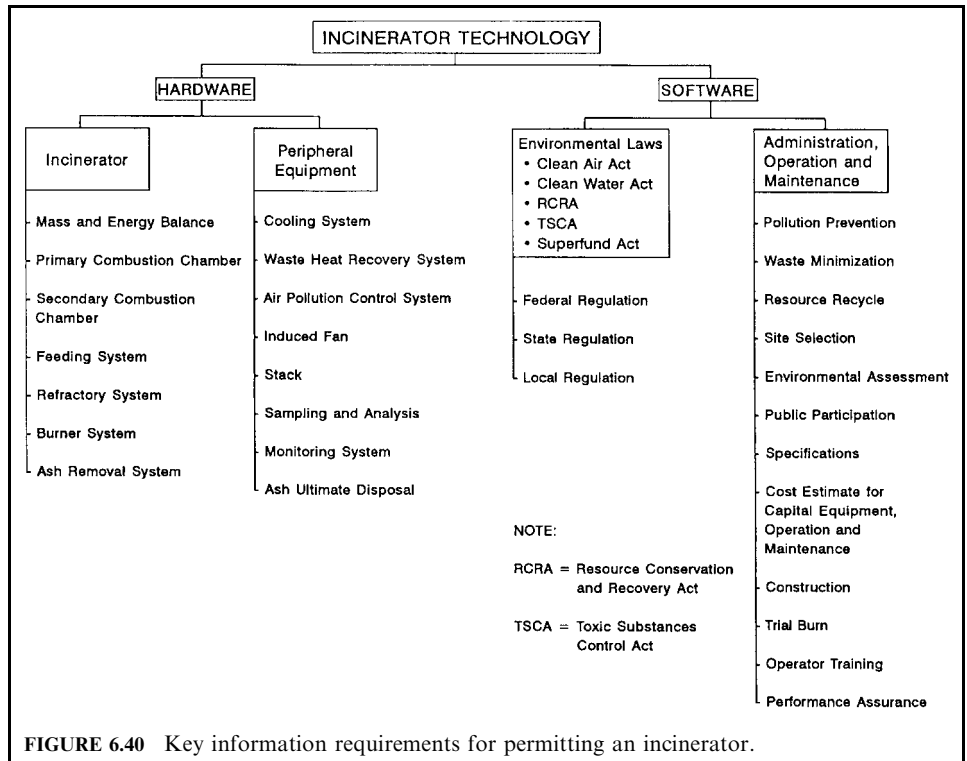 INCINERATOR TECHNOLOGY
HARDWARE
SOFTWARE
Incinerator
Mass and Energy Balance
Primary Combustion Chamber
Secondary Combustion
Chamber
Feeding System
Refractory System
Burner System
Ash Removal System
Peripheral
Equipment
Cooling System
Waste Heat Recovery System
Air Pollution Control System
Induced Fan
Stack
Sampling and Analysis
Monitoring System
Ash Ultimate Disposal
Environmental Laws
• Clean Air Act
• Clean Water Act
• RCRA
• TSCA
• Superfund Act
Federal Regulation
State Regulation
Local Regulation
Administration,
Operation and
Maintenance
Pollution Prevention
Waste Minimization
Resource Recycle
Site Selection
Environmental Assessment
Public Participation
Specifications
Cost Estimate for
Capital Equipment,
Operation and
Maintenance
Construction
Trial Burn
Operator Training
Performance Assurance
NOTE:
RCRA = Resource Conservation
and Recovery Act
TSCA = Toxic Substances
Control Act
FIGURE 6.40 Key information requirements for permitting an incinerator.